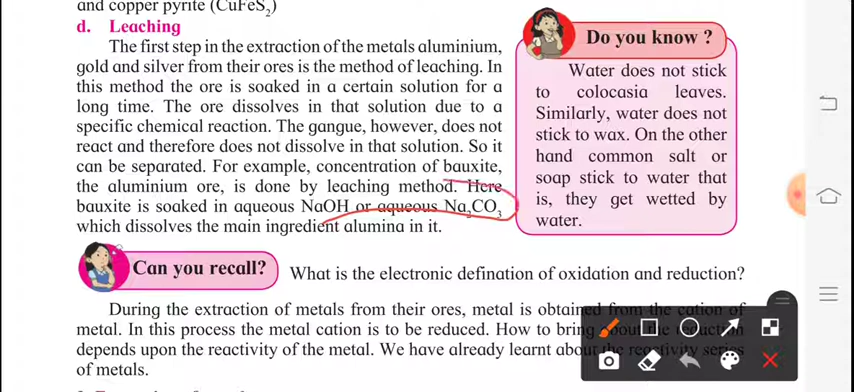 and copper pyrite (CuFeS₂)
d. Leaching
The first step in the extraction of the metals aluminium,
gold and silver from their ores is the method of leaching. In
this method the ore is soaked in a certain solution for a
long time. The ore dissolves in that solution due to a
specific chemical reaction. The gangue, however, does not
react and therefore does not dissolve in that solution. So it
can be separated. For example, concentration of bauxite,
the aluminium ore, is done by leaching method. Here
bauxite is soaked in aqueous NaOH or aqueous Na₂CO₃
which dissolves the main ingredient alumina in it.
Do you know ?
Water does not stick
to colocasia leaves.
Similarly, water does not
stick to wax. On the other
hand common salt or
soap stick to water that
is, they get wetted by
water.
Can you recall?
What is the electronic defination of oxidation and reduction?
During the extraction of metals from their ores, metal is obtained from the cation of
metal. In this process the metal cation is to be reduced. How to bring about the reduction
depends upon the reactivity of the metal. We have already learnt about the reactivity series
of metals.